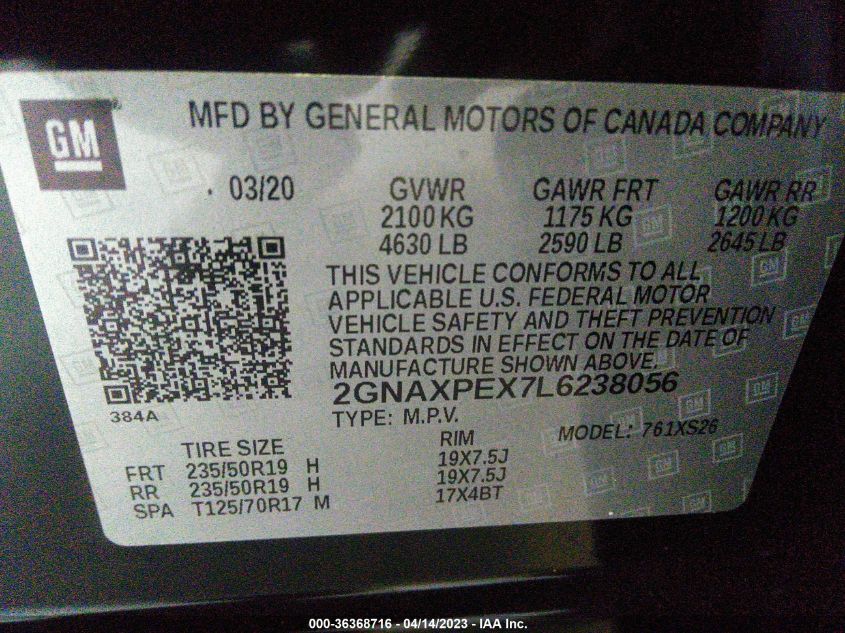 GM
MFD BY GENERAL MOTORS OF CANADA COMPANY
03/20 GVWR GAWR FRT GAWR RR
2100 KG 1175 KG 1200 KG
4630 LB 2590 LB 2645 LB
THIS VEHICLE CONFORMS TO ALL
APPLICABLE U.S. FEDERAL MOTOR
VEHICLE SAFETY AND THEFT PREVENTION
STANDARDS IN EFFECT ON THE DATE OF
MANUFACTURE SHOWN ABOVE.
2GNAXPEX7L6238056
384A
TYPE: M.P.V.
MODEL: 761XS26
TIRE SIZE RIM
FRT 235/50R19 H 19X7.5J
RR 235/50R19 H 19X7.5J
SPA T125/70R17 M 17X4BT
000-36368716 - 04/14/2023 - IAA Inc.